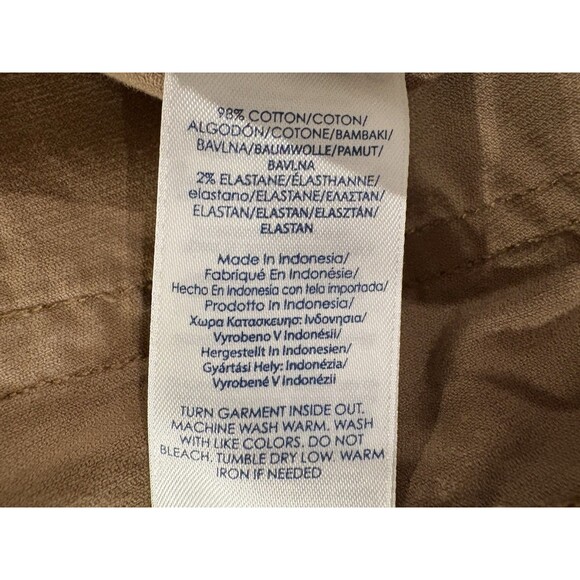 98% COTTON/COTON/
ALGODÓN/COTONE/BAMBAKI/
BAVLNA/BAUMWOLLE/PAMUT/
BAVLNA
2% ELASTANE/ÉLASTHANNE/
elastano/ELASTANE/ΕΛΑΣΤΑΝ/
ELASTAN/ELASTAN/ELASZTÁN/
ELASTAN
Made In Indonesia/
Fabriqué En Indonésie/
Hecho En Indonesia con tela importada/
Prodotto In Indonesia/
Χωρα Κατασκευησ: Ινδονησια/
Vyrobeno V Indonésii/
Hergestellt In Indonesien/
Gyártási Hely: Indonézia/
Vyrobené V Indonézii
TURN GARMENT INSIDE OUT.
MACHINE WASH WARM. WASH
WITH LIKE COLORS. DO NOT
BLEACH. TUMBLE DRY LOW. WARM
IRON IF NEEDED